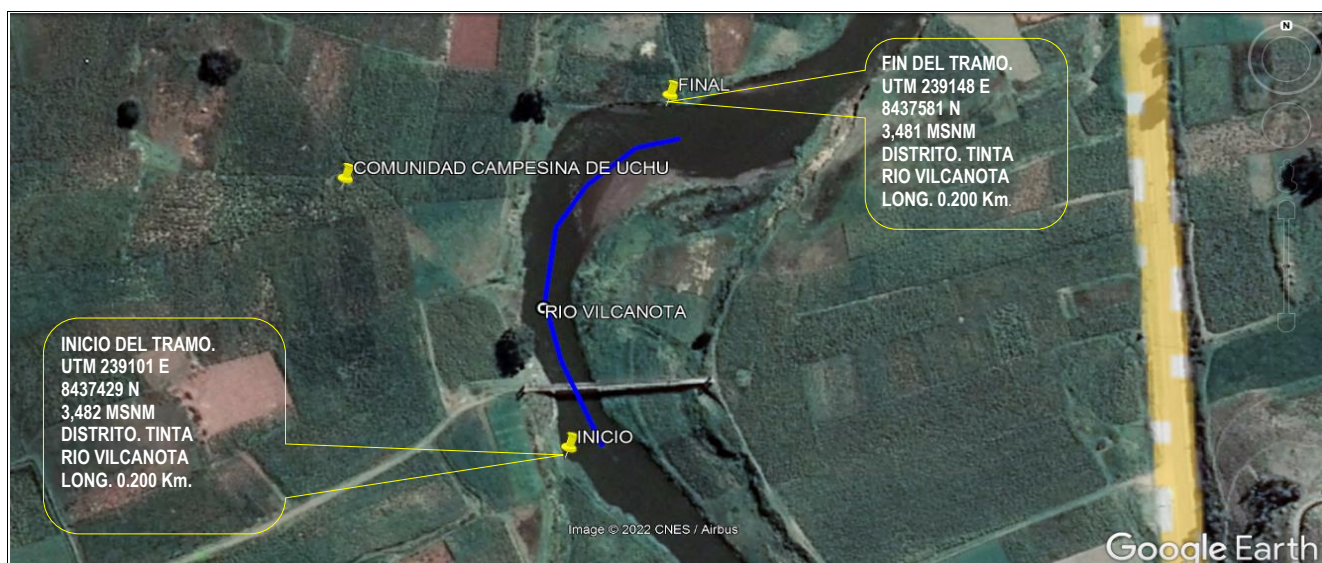 N
FINAL
FIN DEL TRAMO.
UTM 239148 E
8437581 N
3,481 MSNM
DISTRITO. TINTA
RIO VILCANOTA
LONG. 0.200 Km.
COMUNIDAD CAMPESINA DE UCHU
RIO VILCANOTA
INICIO DEL TRAMO.
UTM 239101 E
8437429 N
3,482 MSNM
DISTRITO. TINTA
RIO VILCANOTA
LONG. 0.200 Km.
INICIO
Image © 2022 CNES / Airbus
Google Earth